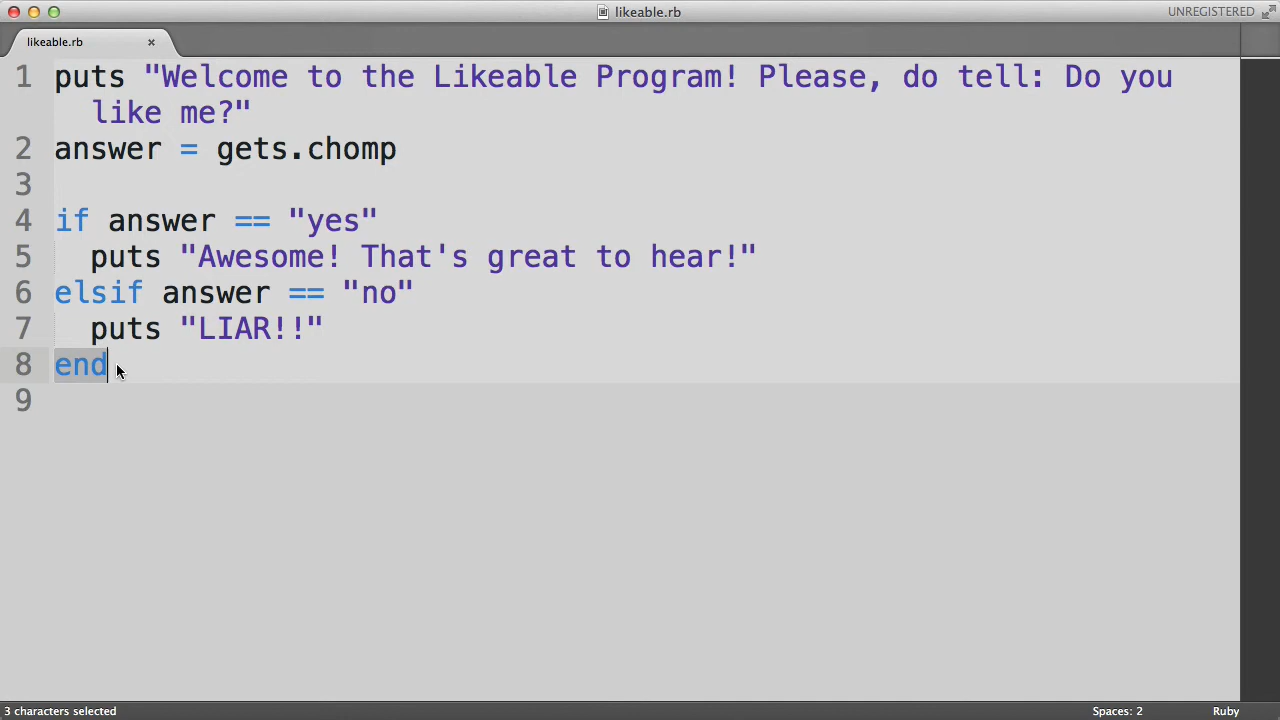 likeable.rb
UNREGISTERED
likeable.rb ×
1 puts "Welcome to the Likeable Program! Please, do tell: Do you
like me?"
2 answer = gets.chomp
3
4 if answer == "yes"
5 puts "Awesome! That's great to hear!"
6 elsif answer == "no"
7 puts "LIAR!!"
8 end
9
3 characters selected
Spaces: 2
Ruby